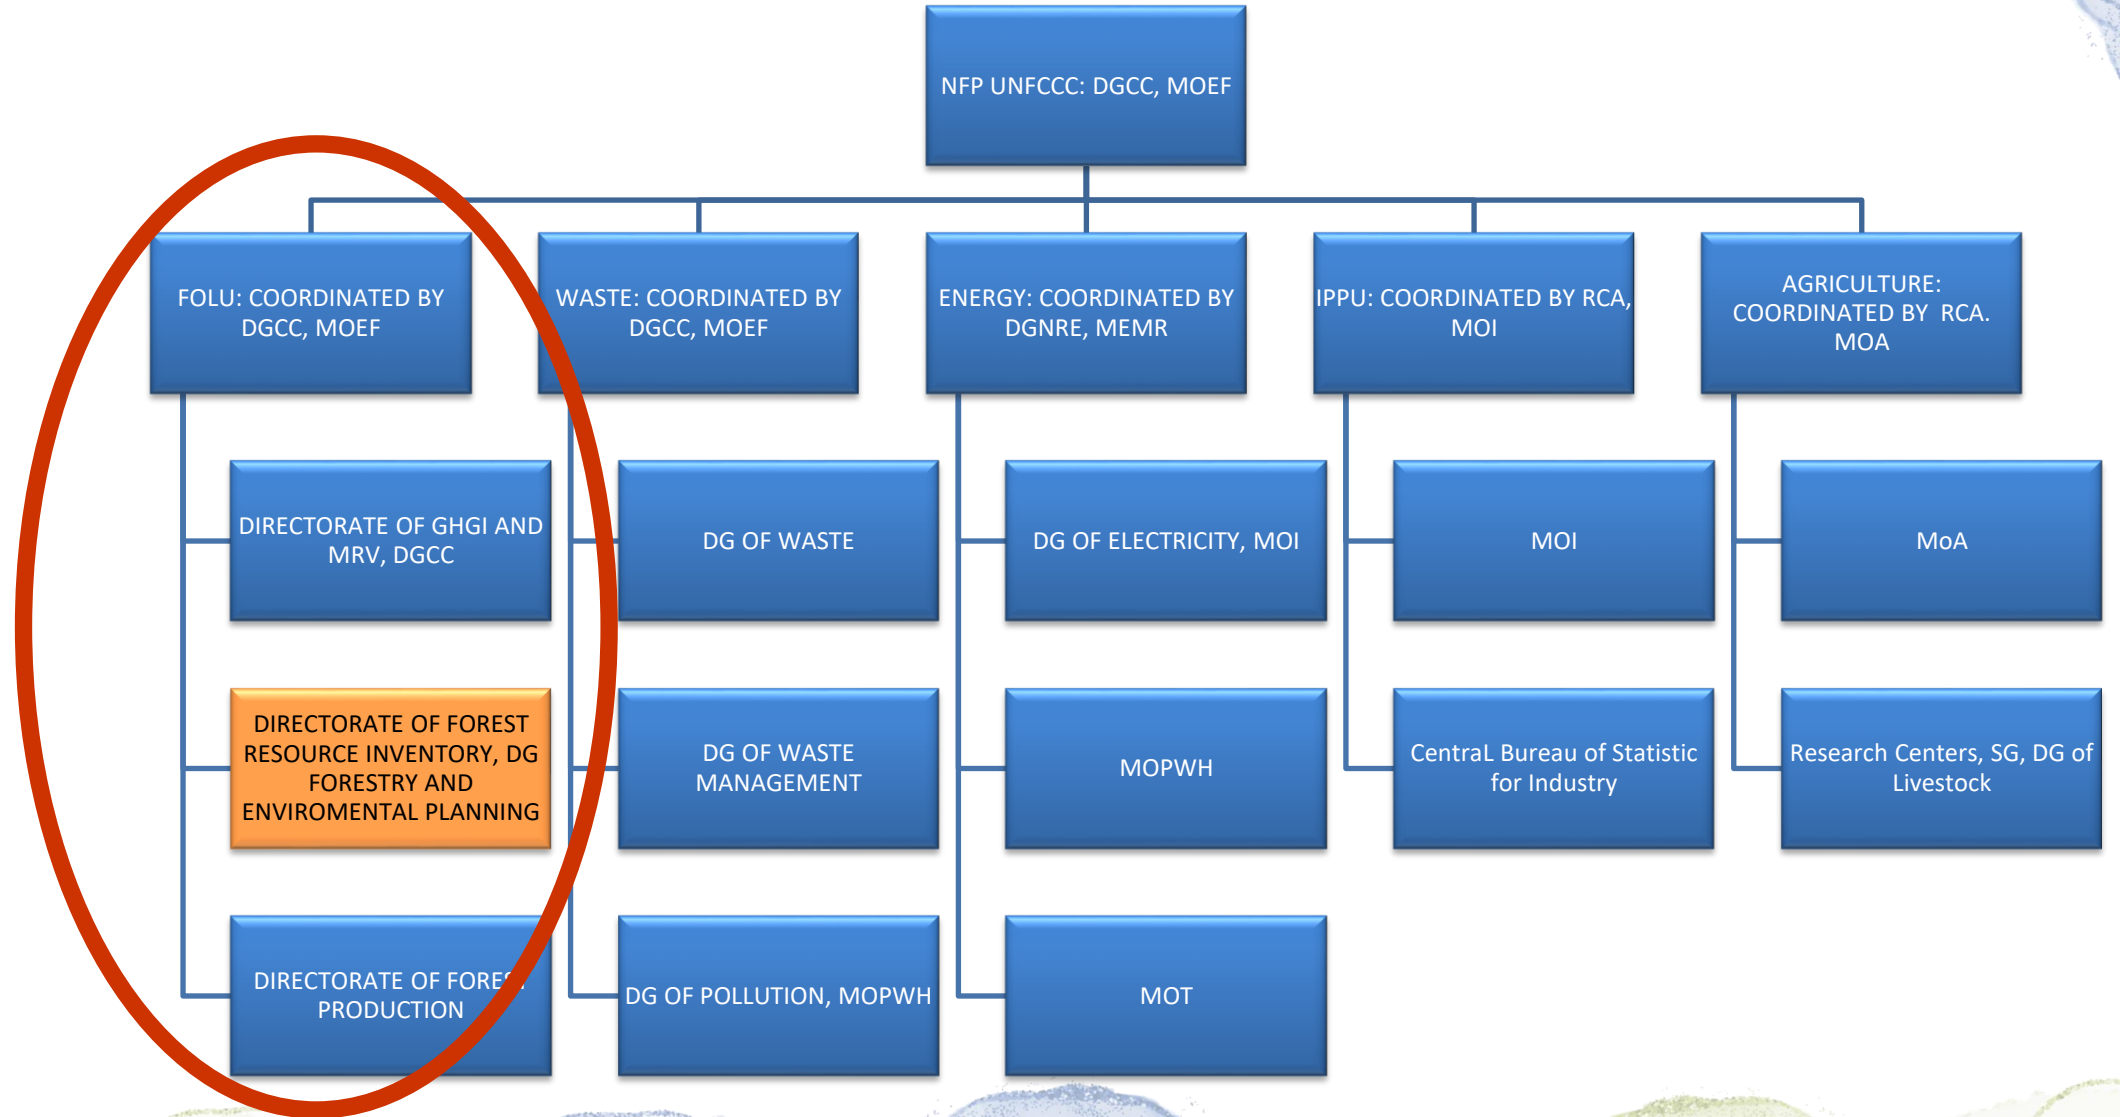 NFP UNFCCC: DGCC, MOEF
FOLU: COORDINATED BY
DGCC, MOEF
WASTE: COORDINATED BY
DGCC, MOEF
ENERGY: COORDINATED BY
DGNRE, MEMR
IPPU: COORDINATED BY RCA,
MOI
AGRICULTURE:
COORDINATED BY  RCA.
MOA
DIRECTORATE OF GHGI AND
MRV, DGCC
DG OF WASTE
DG OF ELECTRICITY, MOI
MOI
MoA
DIRECTORATE OF FOREST
RESOURCE INVENTORY, DG
FORESTRY AND
ENVIROMENTAL PLANNING
DG OF WASTE
MANAGEMENT
MOPWH
CentraL Bureau of Statistic
for Industry
Research Centers, SG, DG of
Livestock
DIRECTORATE OF FOREST
PRODUCTION
DG OF POLLUTION, MOPWH
MOT